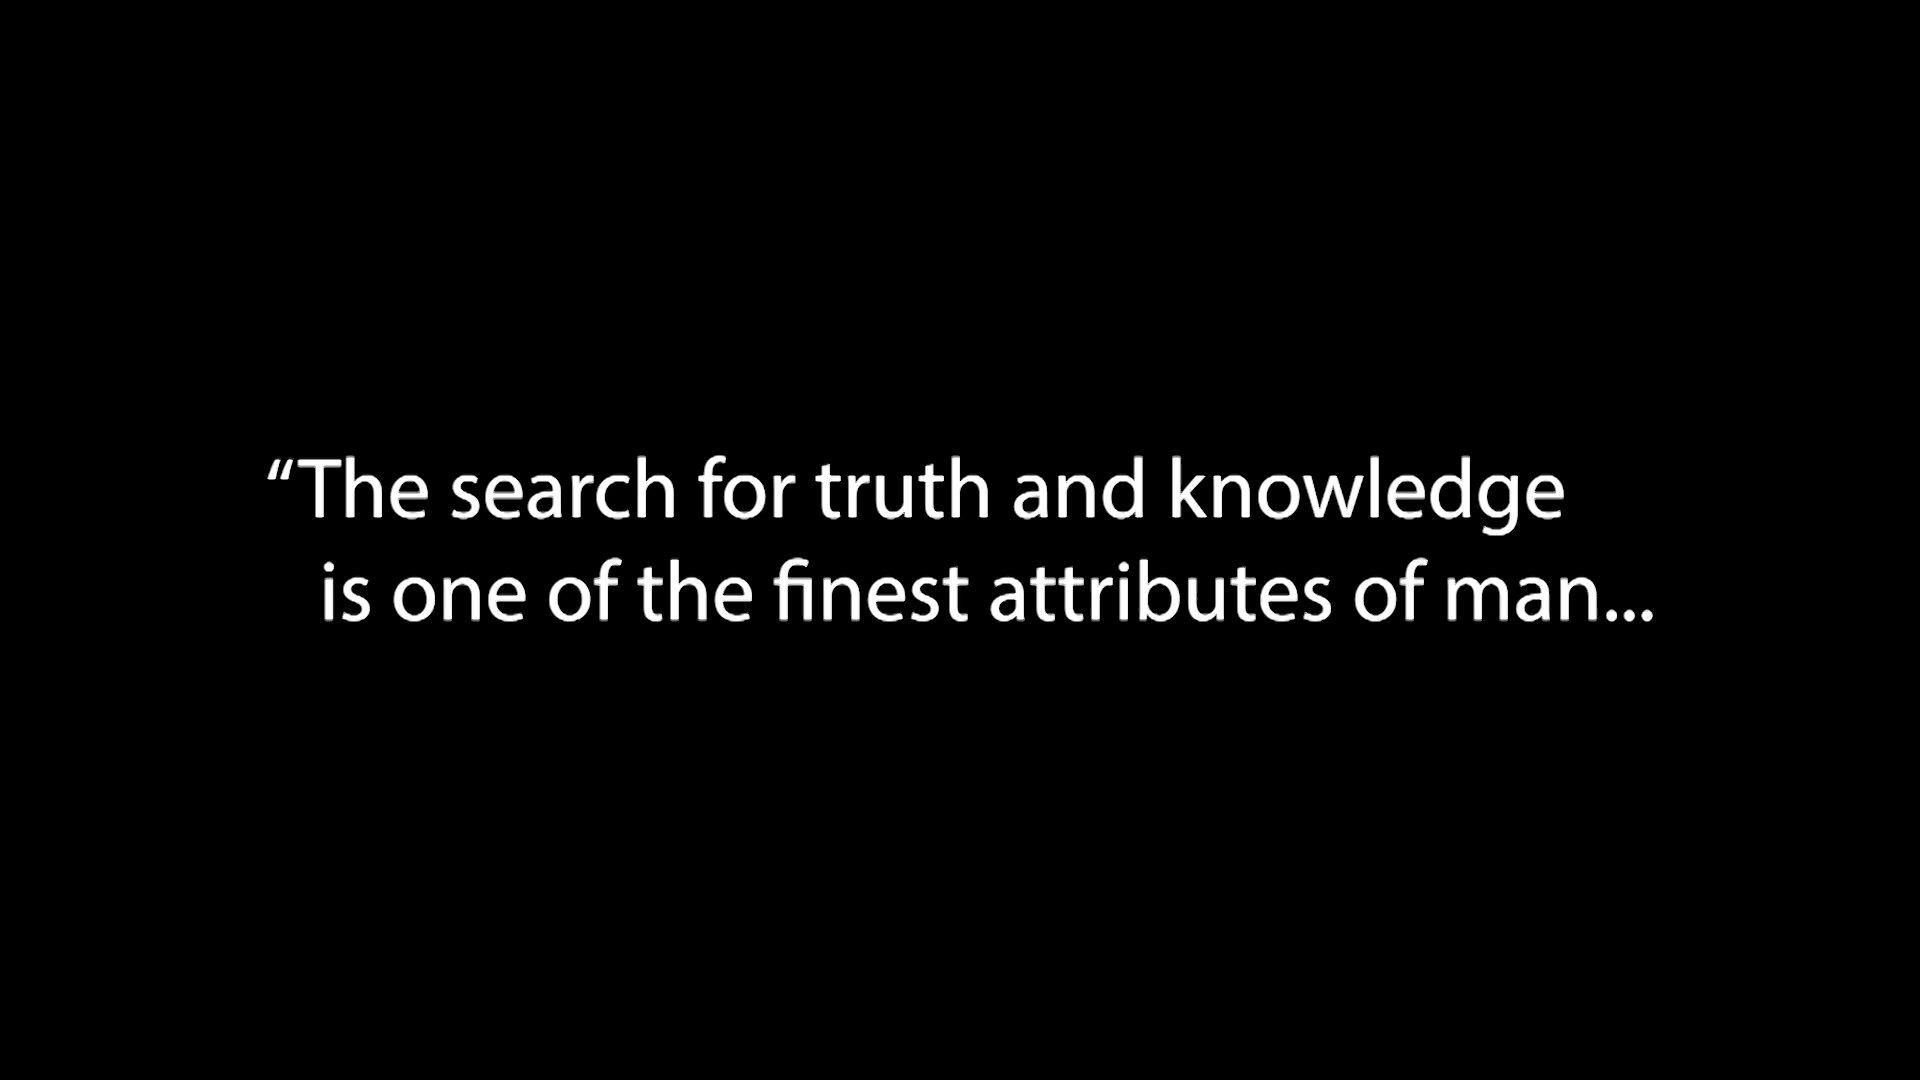 “The search for truth and knowledge
is one of the finest attributes of man...